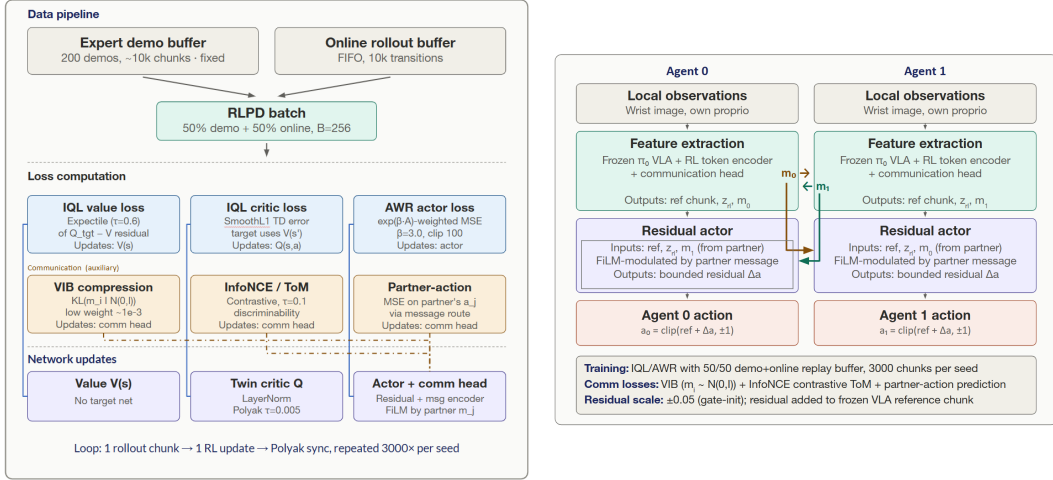 Data pipeline
Expert demo buffer
200 demos, ~10k chunks · fixed
Online rollout buffer
FIFO, 10k transitions
RLPD batch
50% demo + 50% online, B=256
Loss computation
IQL value loss
Expectile (τ=0.6)
of Q_tgt − V residual
Updates: V(s)
IQL critic loss
SmoothL1 TD error
target uses V(s')
Updates: Q(s,a)
AWR actor loss
exp(β·A)-weighted MSE
β=3.0, clip 100
Updates: actor
Communication (auxiliary)
VIB compression
KL(m_i I N(0,I))
low weight ~1e-3
Updates: comm head
InfoNCE / ToM
Contrastive, τ=0.1
discriminability
Updates: comm head
Partner-action
MSE on partner's a_j
via message route
Updates: comm head
Network updates
Value V(s)
No target net
Twin critic Q
LayerNorm
Polyak τ=0.005
Actor + comm head
Residual + msg encoder
FiLM by partner m_j
Loop: 1 rollout chunk → 1 RL update → Polyak sync, repeated 3000× per seed
Agent 0
Local observations
Wrist image, own proprio
Feature extraction
Frozen π₀ VLA + RL token encoder
+ communication head
Outputs: ref chunk, z_rl, m₀
Residual actor
Inputs: ref, z_rl, m₁ (from partner)
FiLM-modulated by partner message
Outputs: bounded residual Δa
Agent 0 action
a₀ = clip(ref + Δa, ±1)
m₀
m₁
Agent 1
Local observations
Wrist image, own proprio
Feature extraction
Frozen π₀ VLA + RL token encoder
+ communication head
Outputs: ref chunk, z_rl, m₁
Residual actor
Inputs: ref, z_rl, m₀ (from partner)
FiLM-modulated by partner message
Outputs: bounded residual Δa
Agent 1 action
a₁ = clip(ref + Δa, ±1)
Training: IQL/AWR with 50/50 demo+online replay buffer, 3000 chunks per seed
Comm losses: VIB (m_i ~ N(0,I)) + InfoNCE contrastive ToM + partner-action prediction
Residual scale: ±0.05 (gate-init); residual added to frozen VLA reference chunk